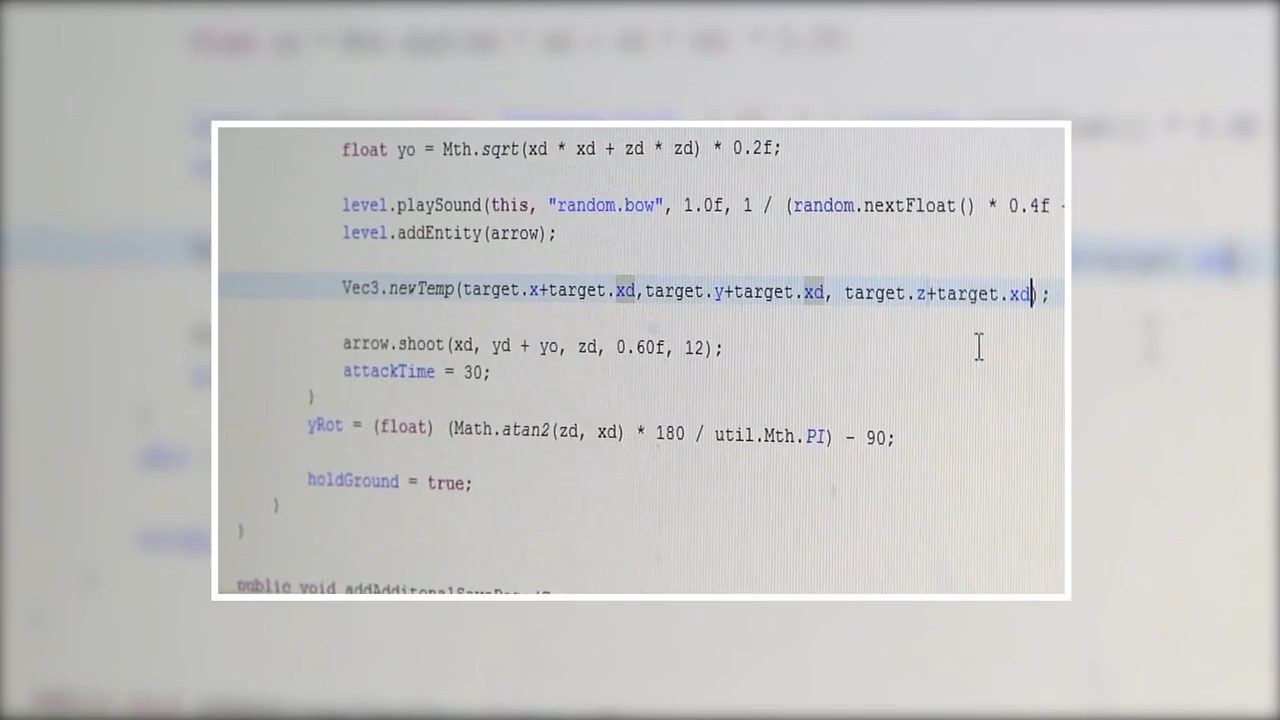 float yo = Mth.sqrt(xd * xd + zd * zd) * 0.2f;
level.playSound(this, "random.bow", 1.0f, 1 / (random.nextFloat() * 0.4f
level.addEntity(arrow);
Vec3.newTemp(target.x+target.xd,target.y+target.xd, target.z+target.xd);
arrow.shoot(xd, yd + yo, zd, 0.60f, 12);
attackTime = 30;
}
yRot = (float) (Math.atan2(zd, xd) * 180 / util.Mth.PI) - 90;
holdGround = true;
}
}
public void addAdditonalSaveData(